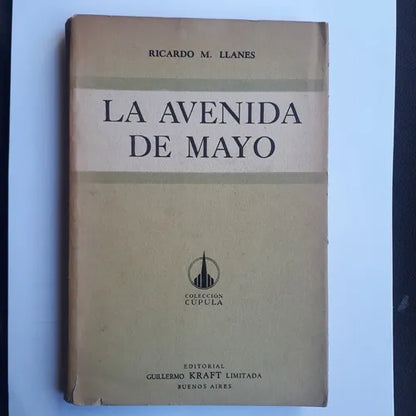 RICARDO M. LLANES
LA AVENIDA
DE MAYO
COLECCIÓN
CÚPULA
EDITORIAL
GUILLERMO KRAFT LIMITADA
BUENOS AIRES